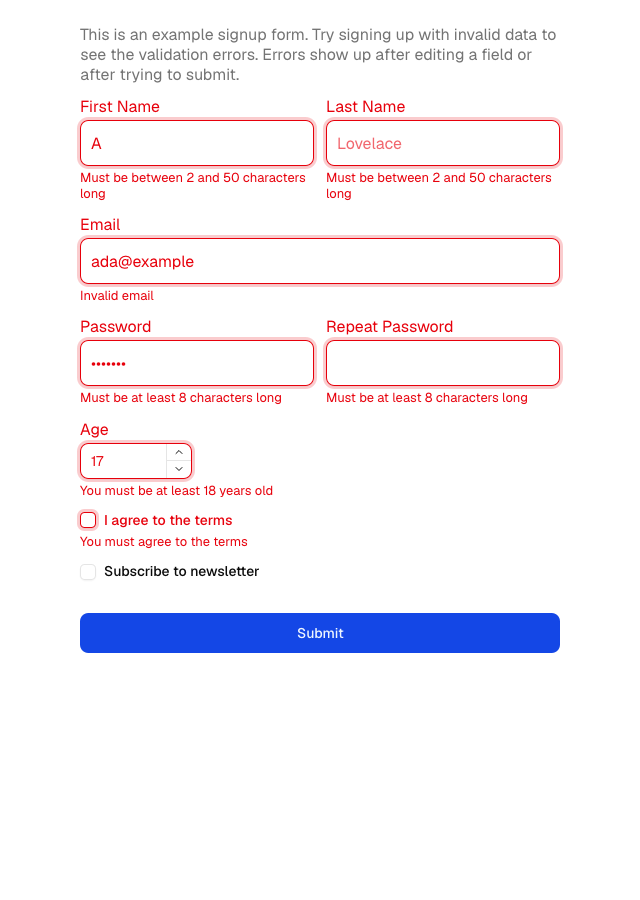 This is an example signup form. Try signing up with invalid data to
see the validation errors. Errors show up after editing a field or
after trying to submit.
First Name
Last Name
A
Lovelace
Must be between 2 and 50 characters
long
Must be between 2 and 50 characters
long
Email
ada@example
Invalid email
Password
Repeat Password
•••••••
Must be at least 8 characters long
Must be at least 8 characters long
Age
17
You must be at least 18 years old
I agree to the terms
You must agree to the terms
Subscribe to newsletter
Submit